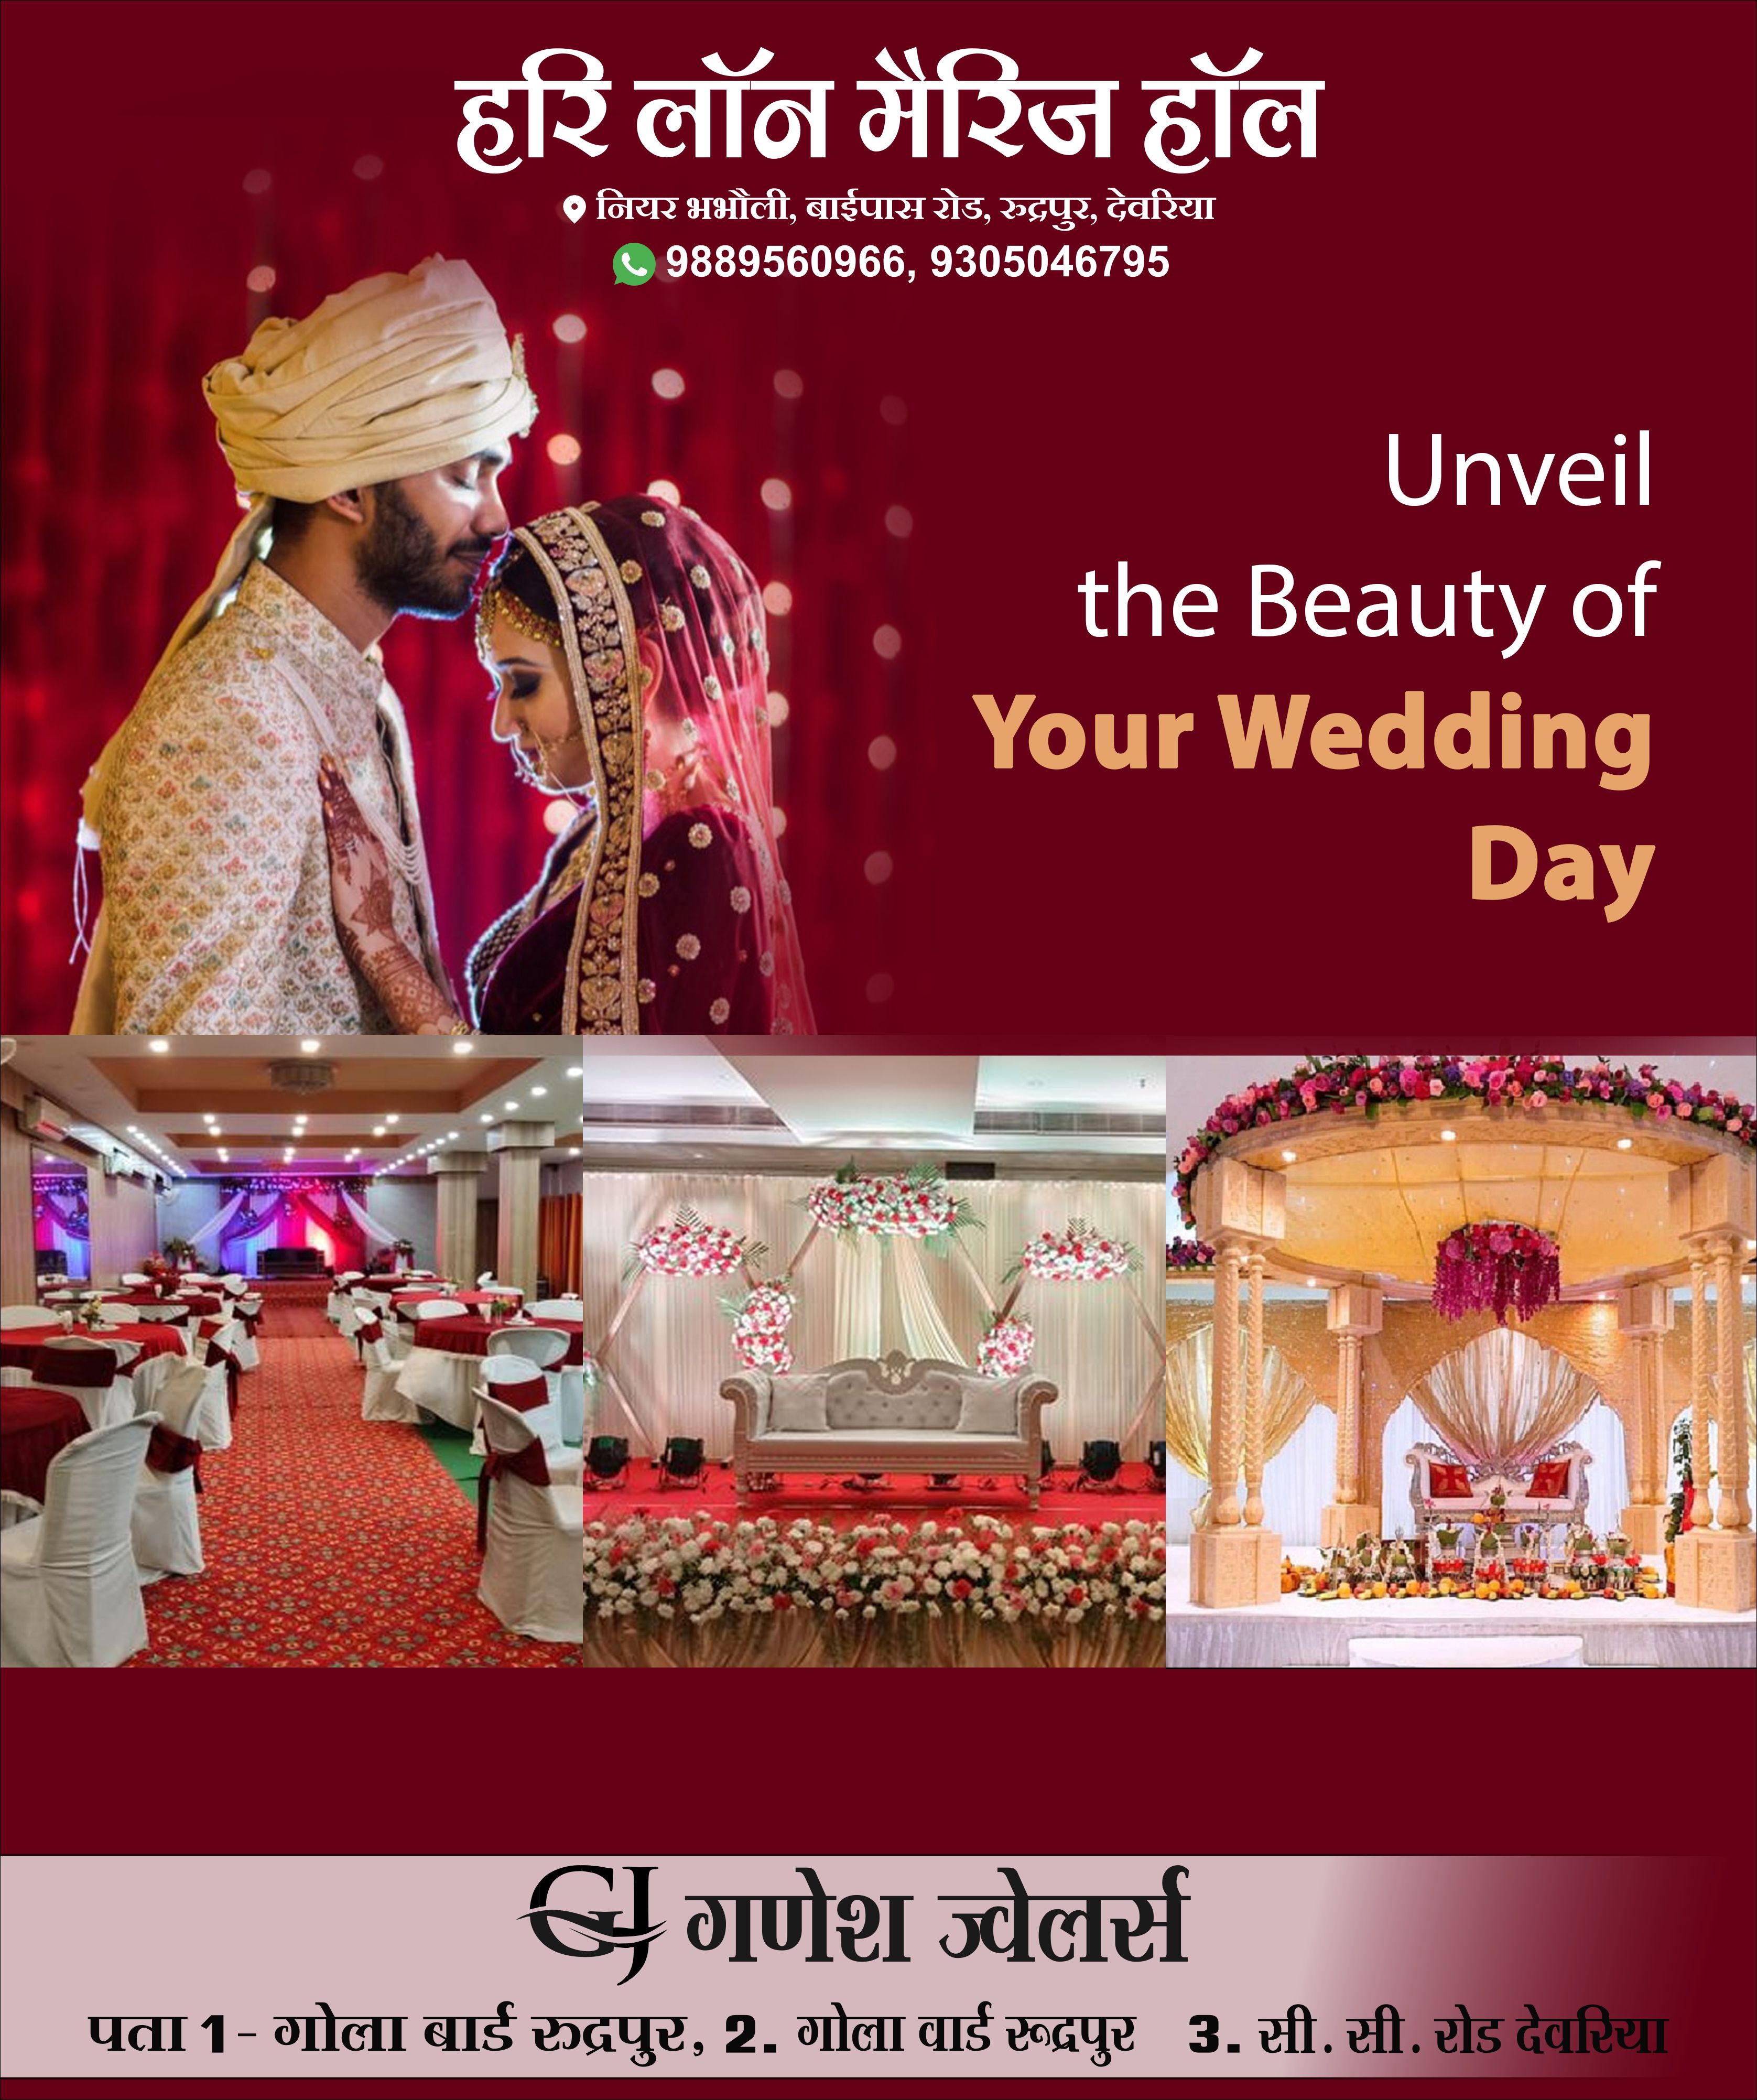 हरि लॉन मैरिज हॉल
नियर भभौली, बाईपास रोड, रुद्रपुर, देवरिया
9889560966, 9305046795
Unveil
the Beauty of
Your Wedding
Day
GJ गणेश ज्वेलर्स
पता 1- गोला बार्ड रुद्रपुर, 2. गोला वार्ड रूद्रपुर 3. सी.सी. रोड देवरिया